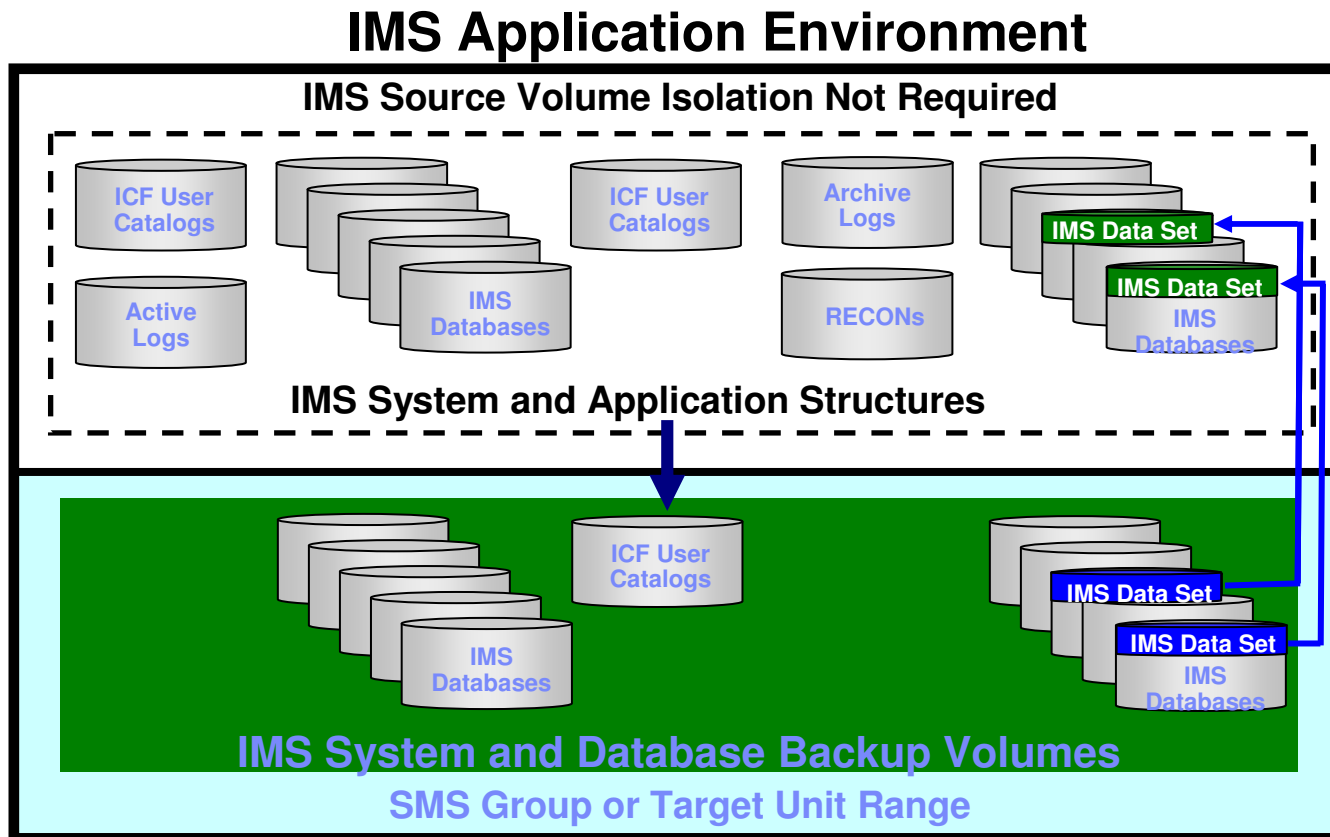 IMS Application Environment
IMS Source Volume Isolation Not Required
ICF User
Catalogs
ICF User
Catalogs
Archive
Logs
IMS Data Set
Active
Logs
IMS
Databases
RECONs
IMS Data Set
IMS
Databases
IMS System and Application Structures
ICF User
Catalogs
IMS Data Set
IMS
Databases
IMS Data Set
IMS
Databases
IMS System and Database Backup Volumes
SMS Group or Target Unit Range